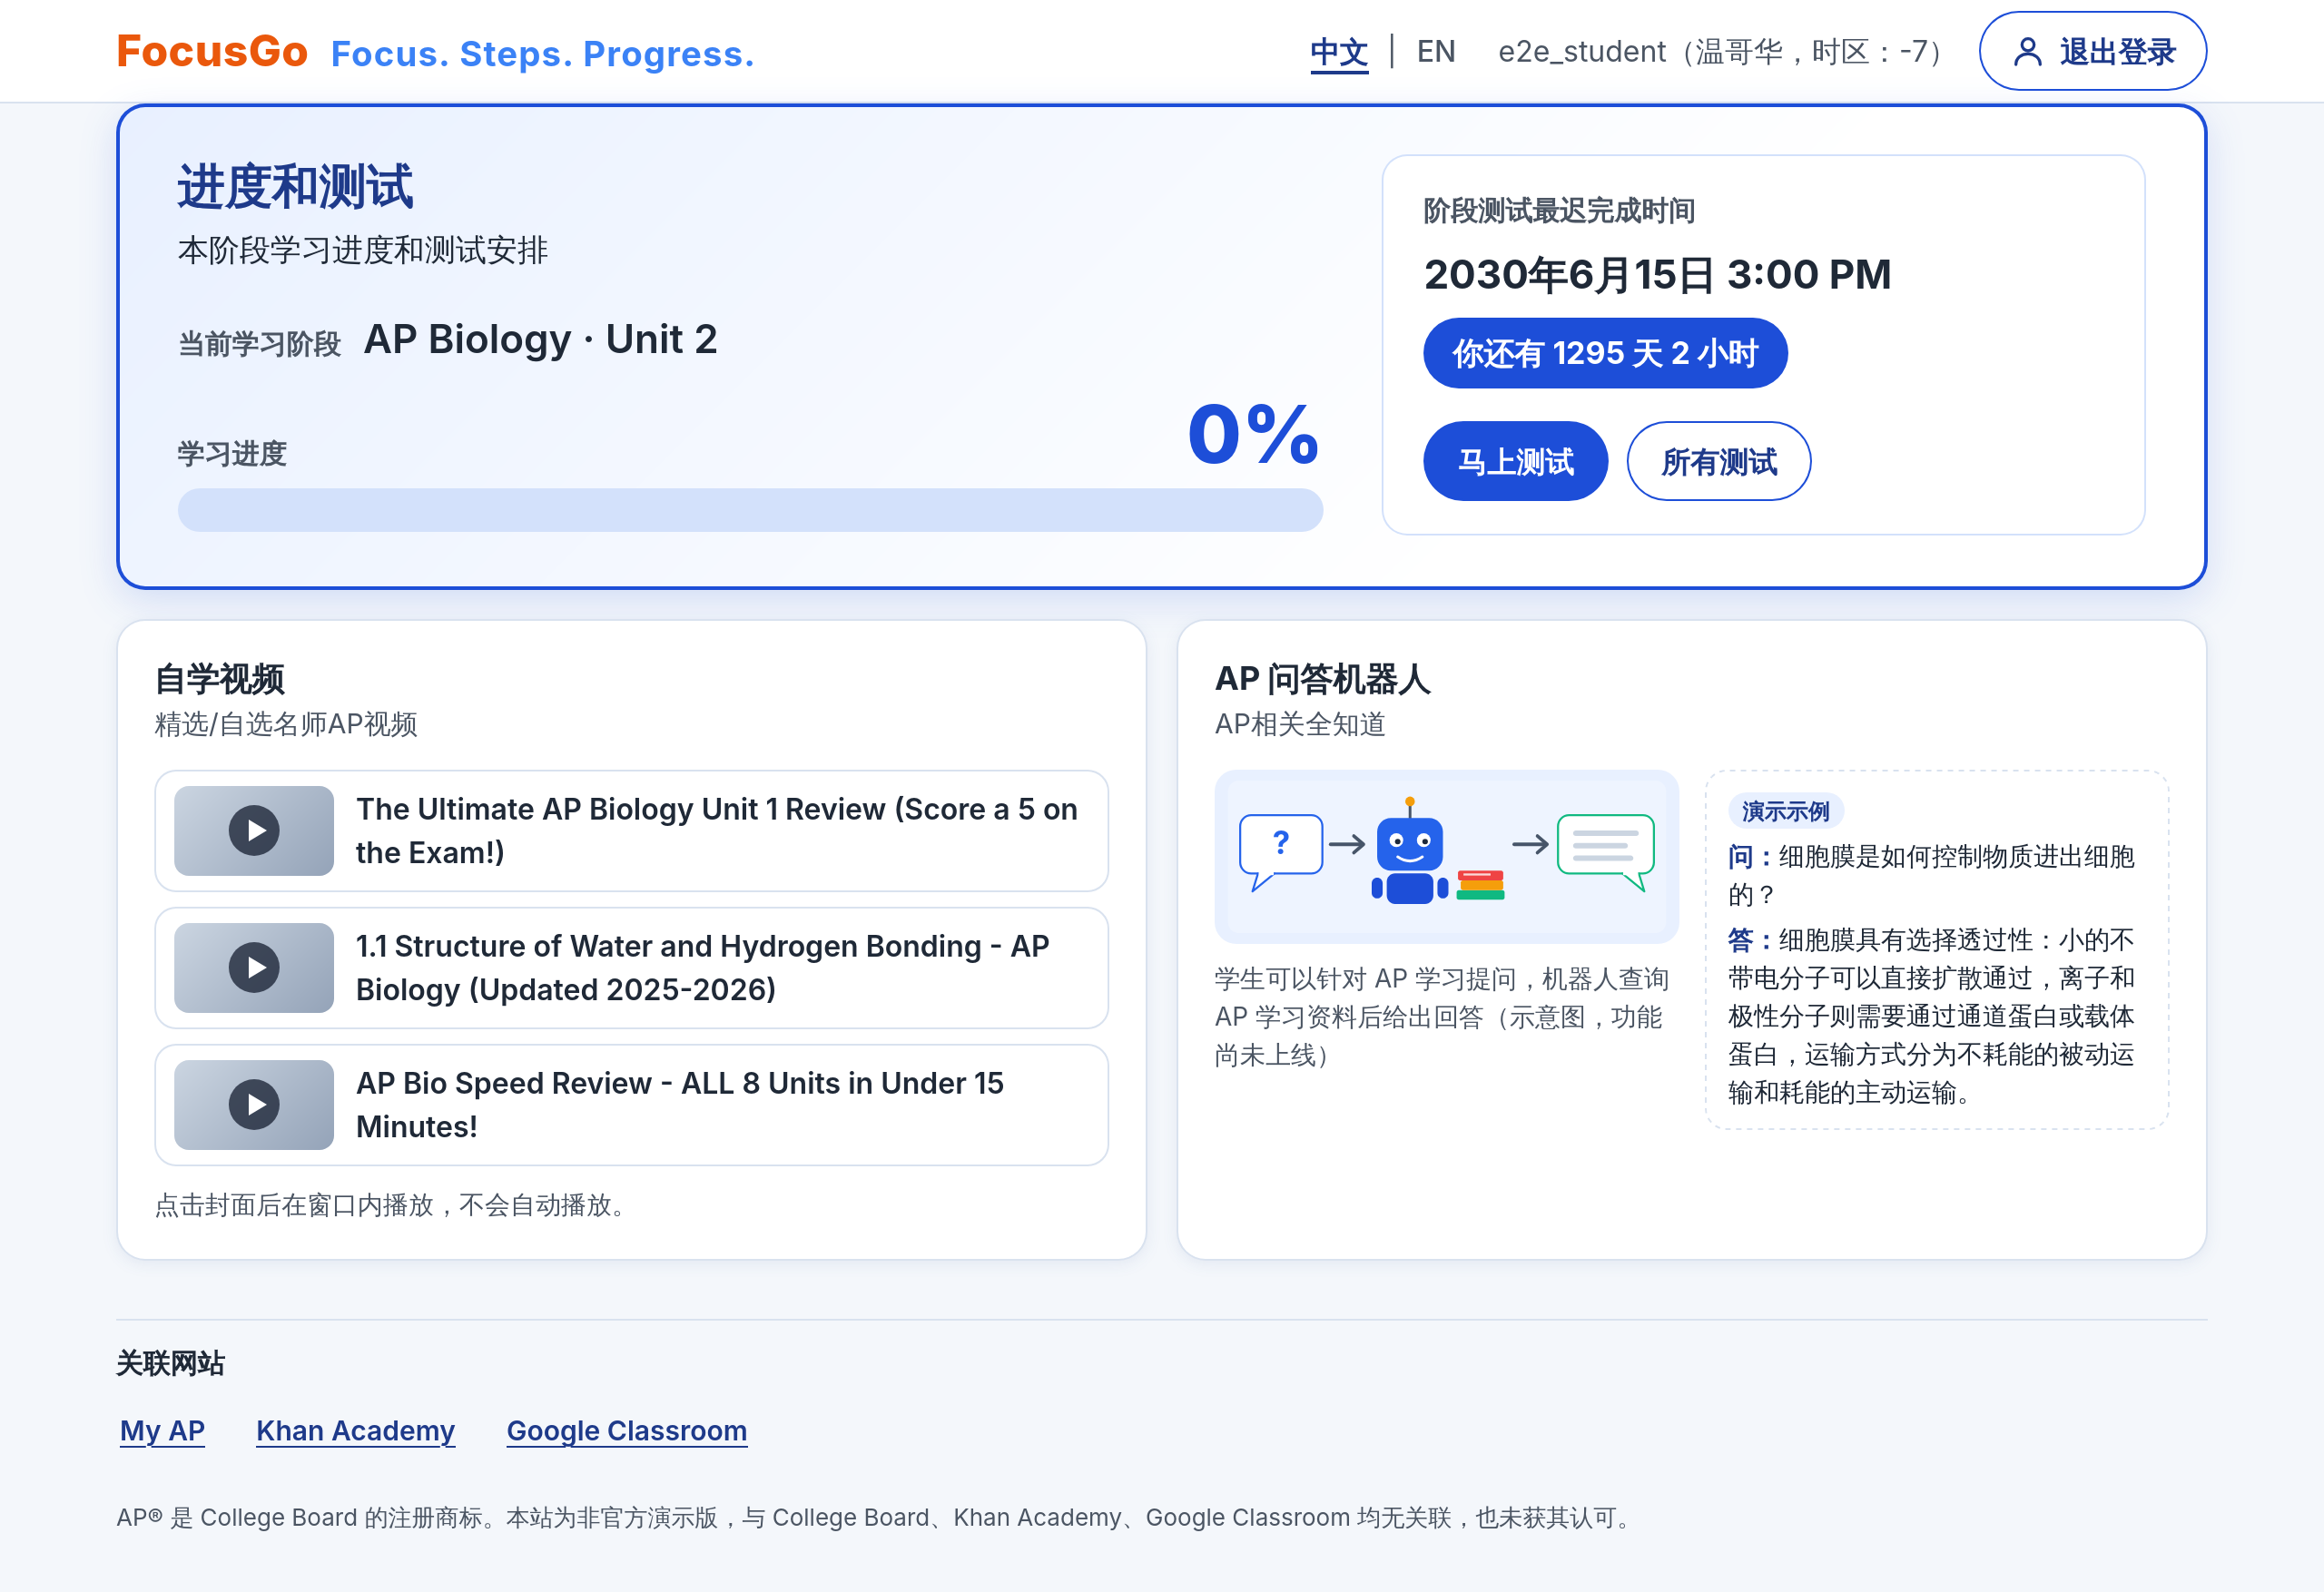 FocusGo Focus. Steps. Progress.
中文 | EN e2e_student（温哥华，时区：-7） 退出登录
进度和测试
本阶段学习进度和测试安排
当前学习阶段 AP Biology · Unit 2
学习进度 0%
阶段测试最迟完成时间
2030年6月15日 3:00 PM
你还有 1295 天 2 小时
马上测试 所有测试
自学视频
精选/自选名师AP视频
The Ultimate AP Biology Unit 1 Review (Score a 5 on
the Exam!)
1.1 Structure of Water and Hydrogen Bonding - AP
Biology (Updated 2025-2026)
AP Bio Speed Review - ALL 8 Units in Under 15
Minutes!
点击封面后在窗口内播放，不会自动播放。
AP 问答机器人
AP相关全知道
?
学生可以针对 AP 学习提问，机器人查询
AP 学习资料后给出回答（示意图，功能
尚未上线）
演示示例
问：细胞膜是如何控制物质进出细胞
的？
答：细胞膜具有选择透过性：小的不
带电分子可以直接扩散通过，离子和
极性分子则需要通过通道蛋白或载体
蛋白，运输方式分为不耗能的被动运
输和耗能的主动运输。
关联网站
My AP Khan Academy Google Classroom
AP® 是 College Board 的注册商标。本站为非官方演示版，与 College Board、Khan Academy、Google Classroom 均无关联，也未获其认可。